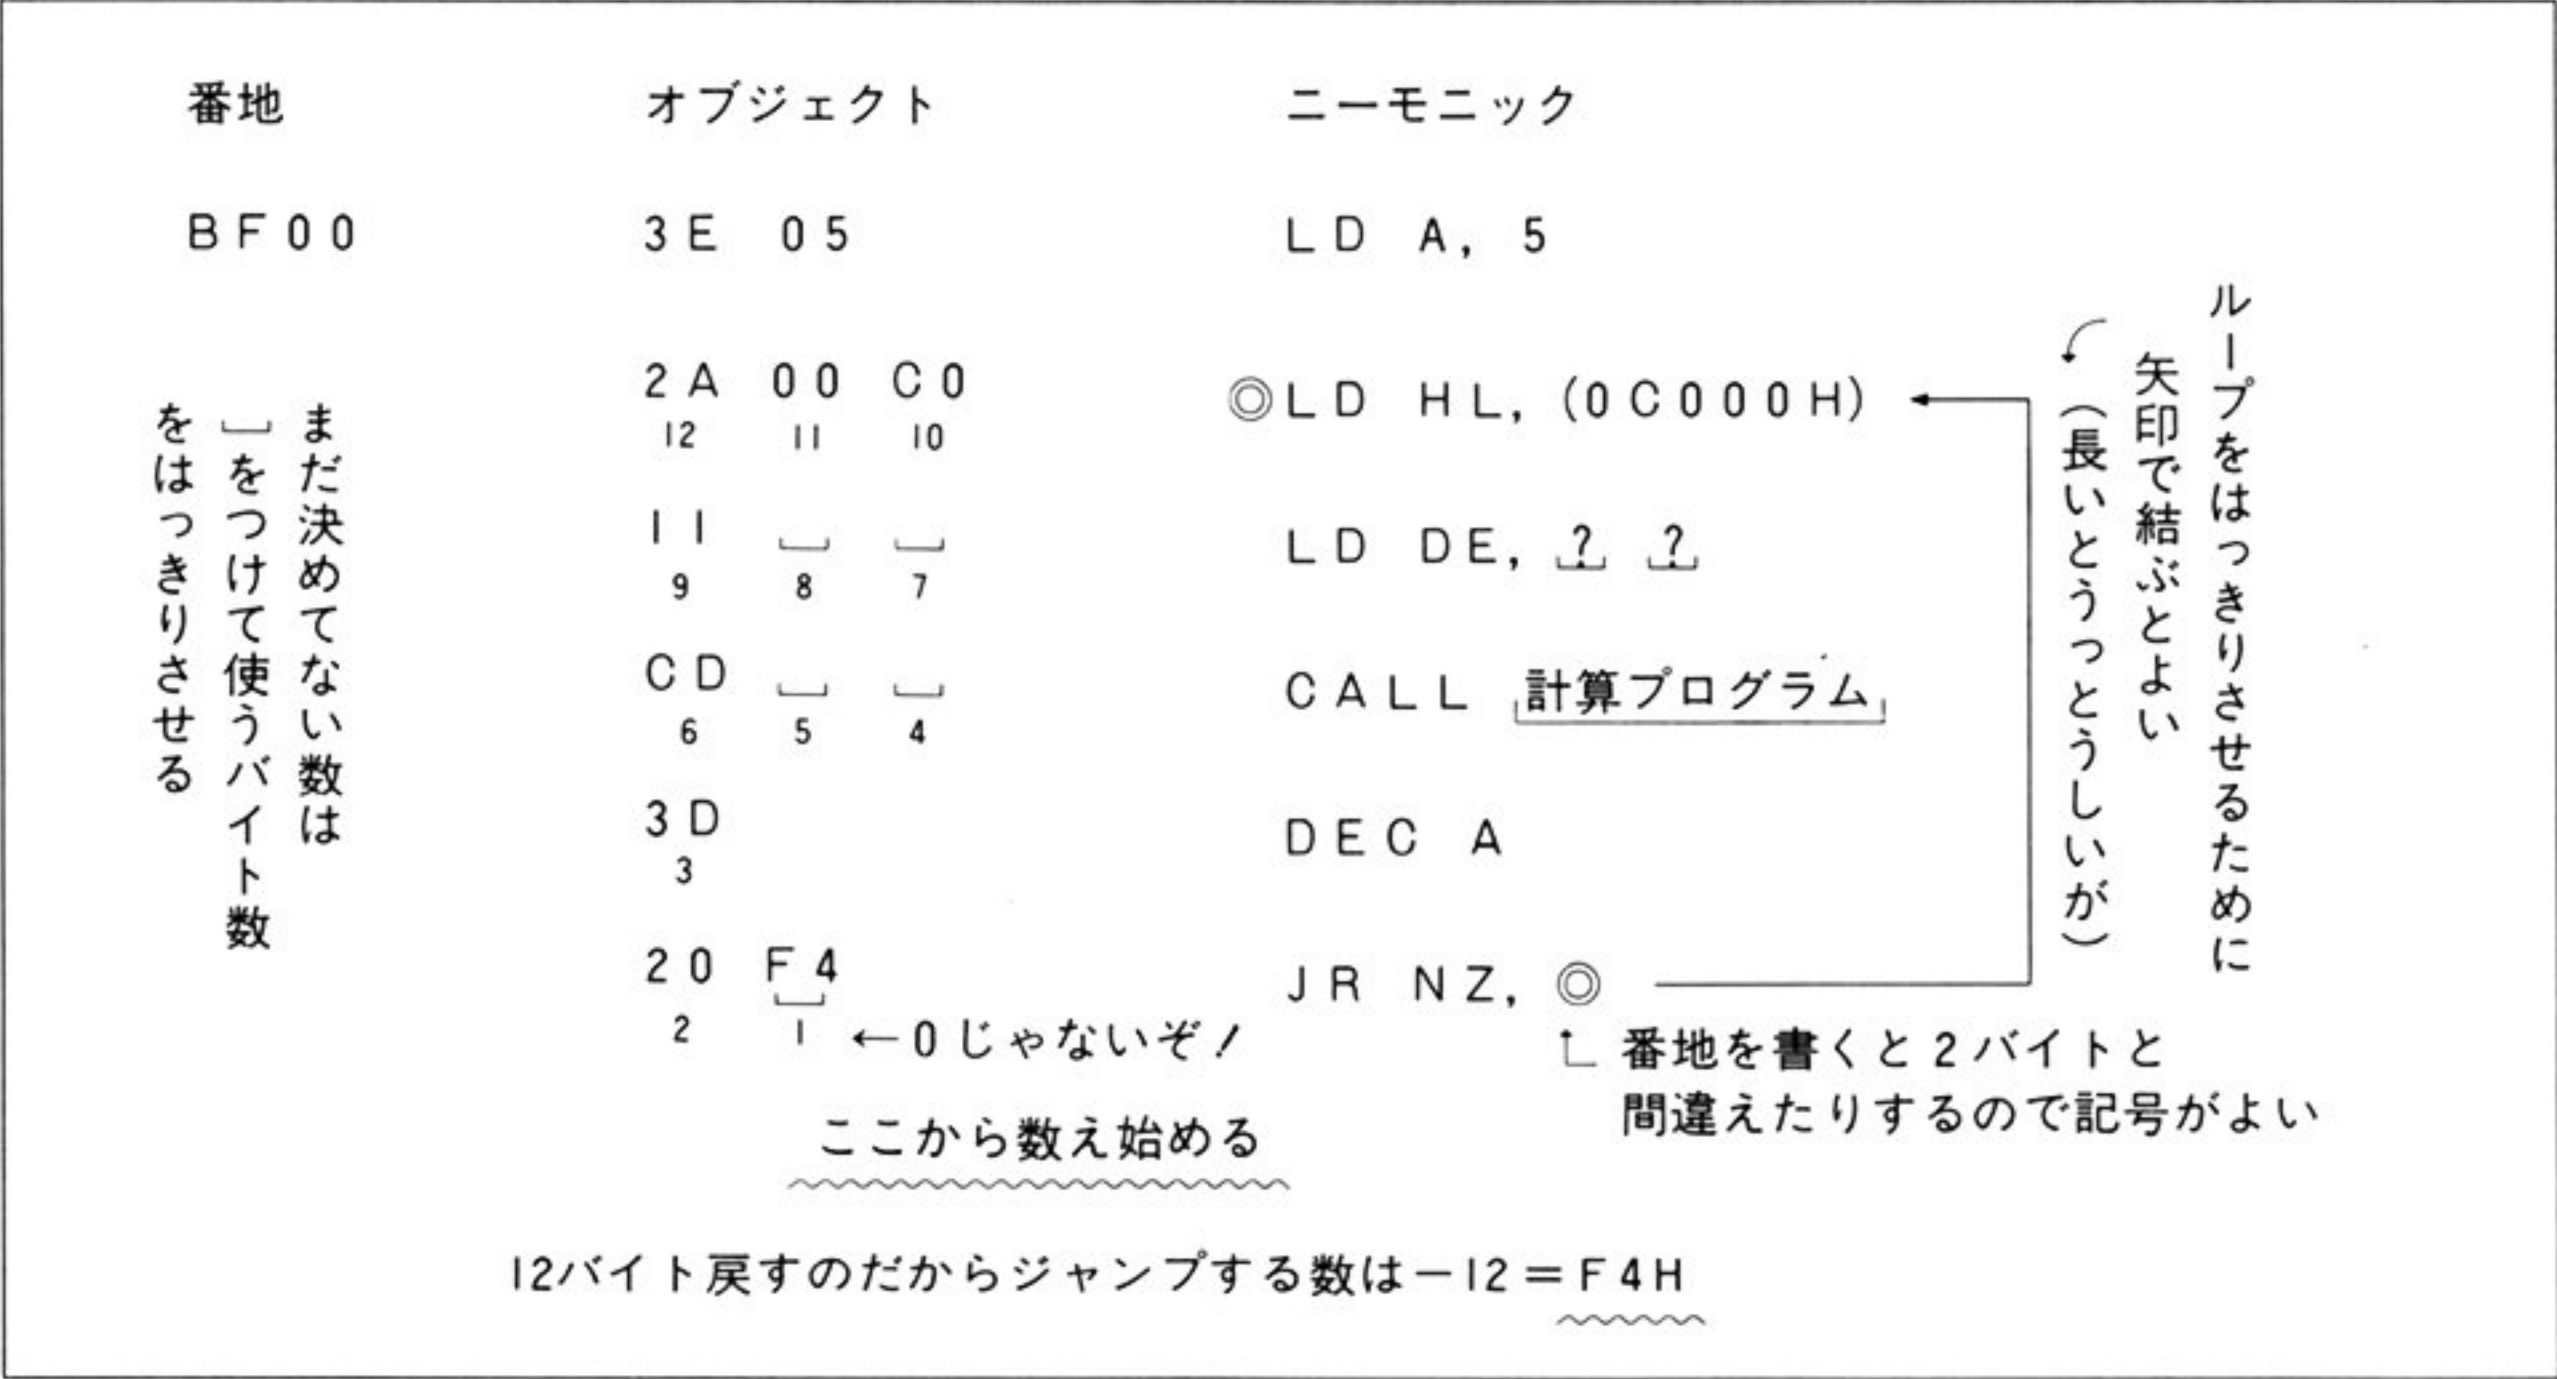 番地 オブジェクト ニーモニック
BF00 3E 05 LD A, 5
2A 00 C0 ◎LD HL, (0C000H)
12 11 10
11 ⎵ ⎵ LD DE, ? ?
9 8 7
CD ⎵ ⎵ CALL 計算プログラム
6 5 4
3D DEC A
3
20 F4 JR NZ, ◎
2 1 ←0じゃないぞ!
ここから数え始める
番地を書くと2バイトと
間違えたりするので記号がよい
まだ決めてない数は
⎵をつけて使うバイト数
をはっきりさせる
ループをはっきりさせるために
矢印で結ぶとよい
(長いとうっとうしいが)
12バイト戻すのだからジャンプする数は−12=F4H